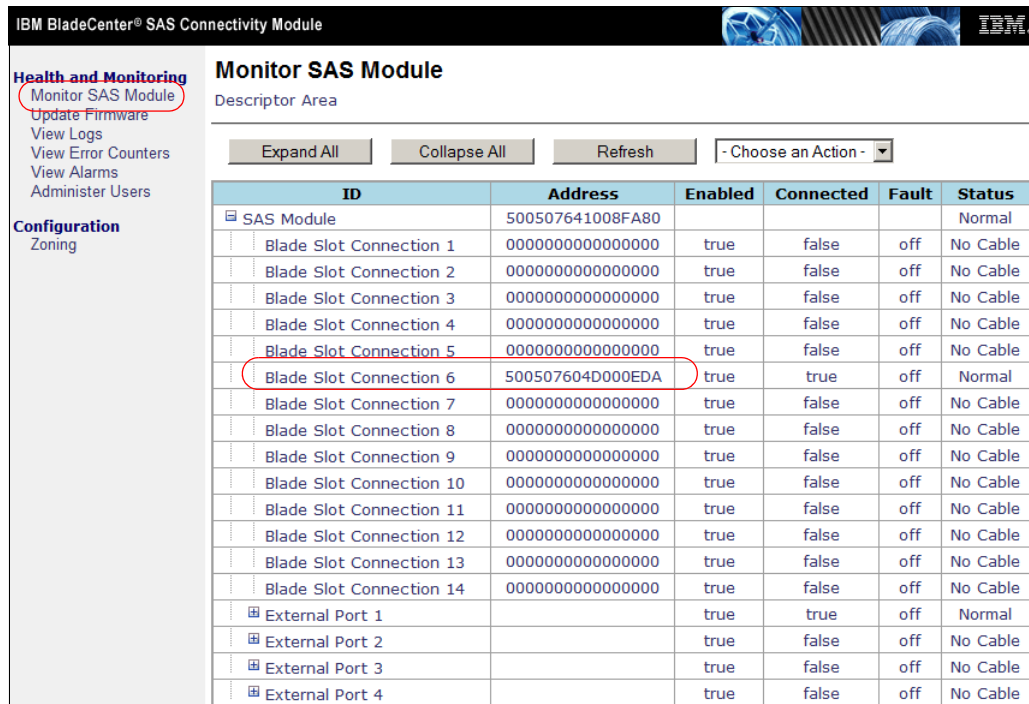 IBM BladeCenter® SAS Connectivity Module
IBM.
Health and Monitoring
Monitor SAS Module
Update Firmware
View Logs
View Error Counters
View Alarms
Administer Users
Configuration
Zoning
Monitor SAS Module
Descriptor Area
Expand All Collapse All Refresh - Choose an Action -
ID Address Enabled Connected Fault Status
SAS Module 500507641008FA80 Normal
Blade Slot Connection 1 0000000000000000 true false off No Cable
Blade Slot Connection 2 0000000000000000 true false off No Cable
Blade Slot Connection 3 0000000000000000 true false off No Cable
Blade Slot Connection 4 0000000000000000 true false off No Cable
Blade Slot Connection 5 0000000000000000 true false off No Cable
Blade Slot Connection 6 500507604D000EDA true true off Normal
Blade Slot Connection 7 0000000000000000 true false off No Cable
Blade Slot Connection 8 0000000000000000 true false off No Cable
Blade Slot Connection 9 0000000000000000 true false off No Cable
Blade Slot Connection 10 0000000000000000 true false off No Cable
Blade Slot Connection 11 0000000000000000 true false off No Cable
Blade Slot Connection 12 0000000000000000 true false off No Cable
Blade Slot Connection 13 0000000000000000 true false off No Cable
Blade Slot Connection 14 0000000000000000 true false off No Cable
External Port 1 true true off Normal
External Port 2 true false off No Cable
External Port 3 true false off No Cable
External Port 4 true false off No Cable